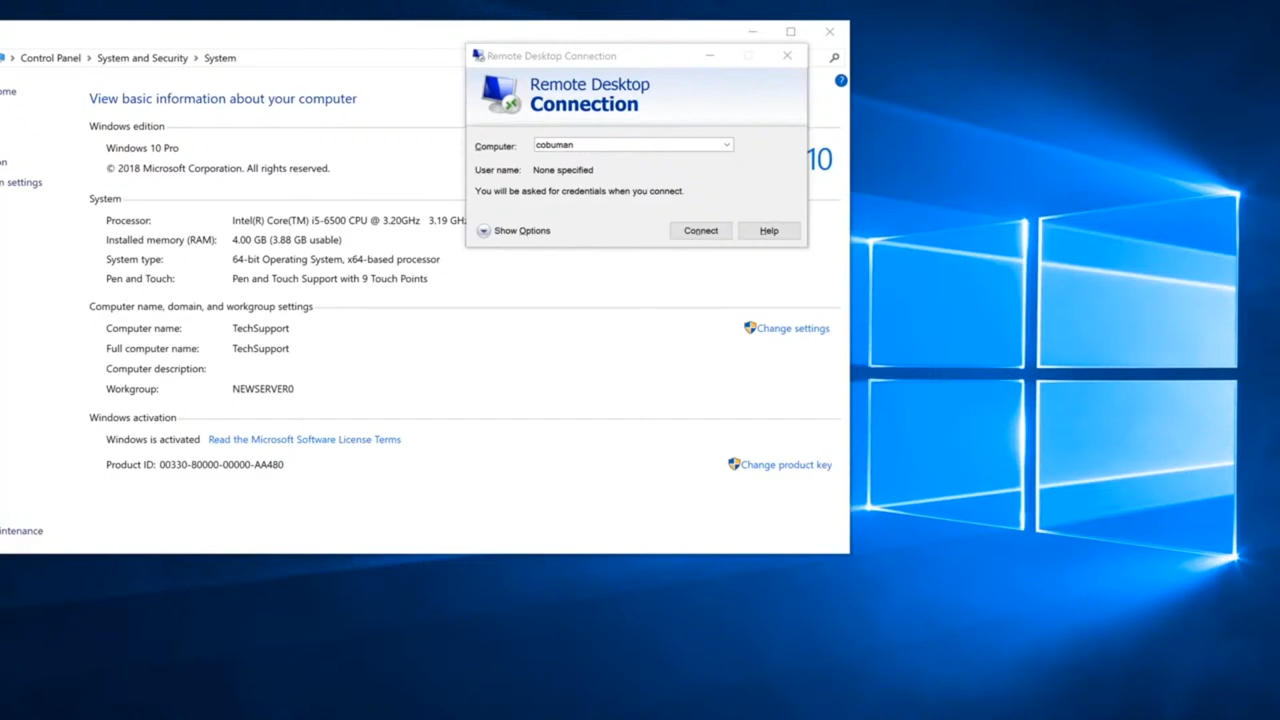 Control Panel > System and Security > System
ome
View basic information about your computer
Windows edition
Windows 10 Pro
© 2018 Microsoft Corporation. All rights reserved.
10
on
m settings
System
Processor: Intel(R) Core(TM) i5-6500 CPU @ 3.20GHz 3.19 GHz
Installed memory (RAM): 4.00 GB (3.88 GB usable)
System type: 64-bit Operating System, x64-based processor
Pen and Touch: Pen and Touch Support with 9 Touch Points
Computer name, domain, and workgroup settings
Computer name: TechSupport
Change settings
Full computer name: TechSupport
Computer description:
Workgroup: NEWSERVER0
Windows activation
Windows is activated Read the Microsoft Software License Terms
Product ID: 00330-80000-00000-AA480
Change product key
intenance
Remote Desktop Connection
Remote Desktop
Connection
Computer: cobuman
User name: None specified
You will be asked for credentials when you connect.
Show Options
Connect
Help